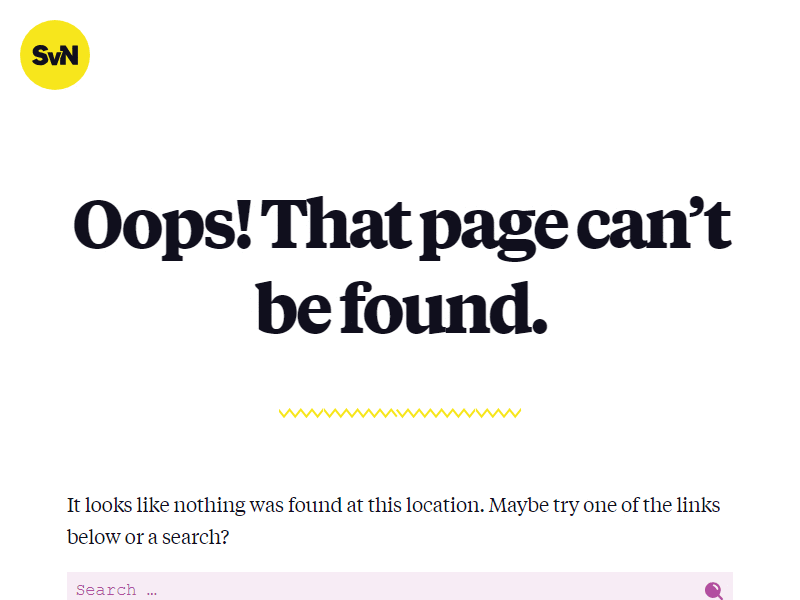 SvN
Oops! That page can’t
be found.
It looks like nothing was found at this location. Maybe try one of the links
below or a search?
Search …